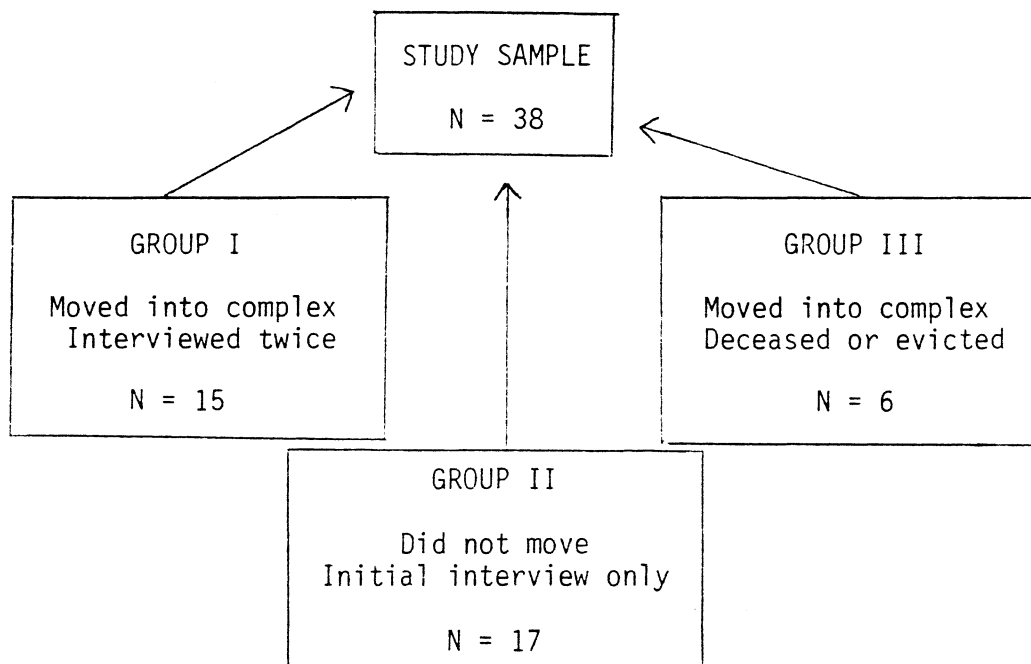 STUDY SAMPLE
N = 38
GROUP I
Moved into complex
Interviewed twice
N = 15
GROUP III
Moved into complex
Deceased or evicted
N = 6
GROUP II
Did not move
Initial interview only
N = 17